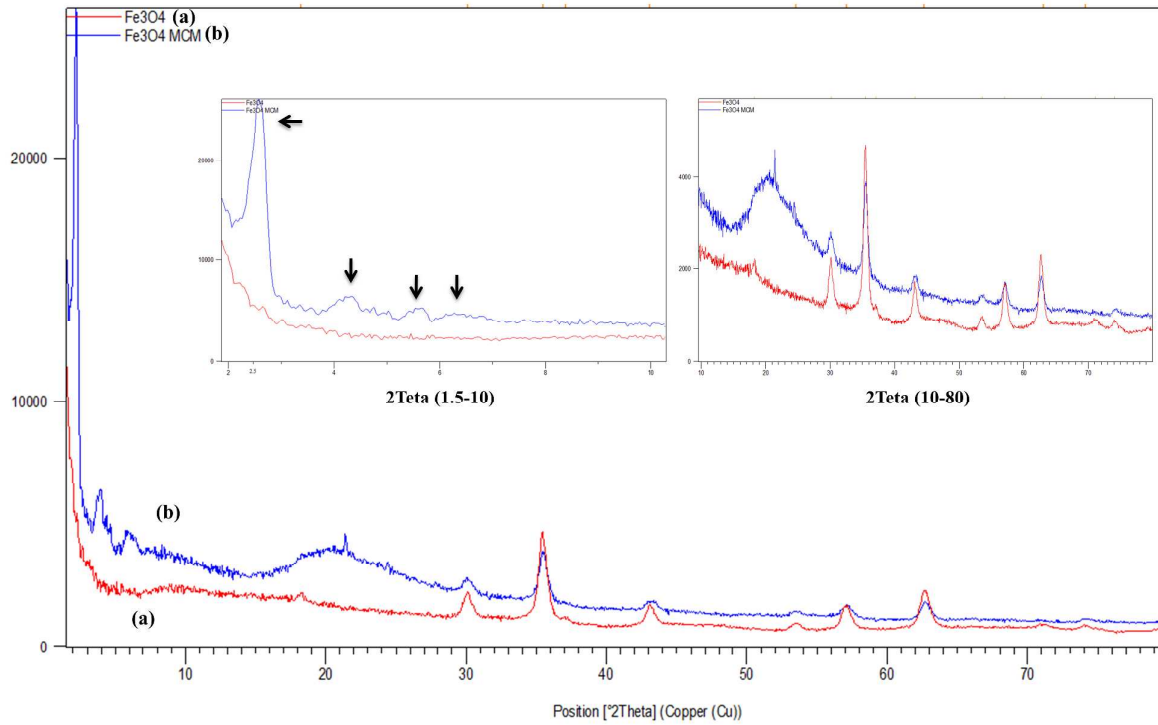 Fe3O4 (a)
Fe3O4 MCM (b)
20000
10000
0
Fe3O4
Fe3O4 MCM
20000
10000
0
2 2.5 4 6 8 10
2Teta (1.5-10)
Fe3O4
Fe3O4 MCM
4000
2000
0
10 20 30 40 50 60 70
2Teta (10-80)
(b)
(a)
10 20 30 40 50 60 70
Position [°2Theta] (Copper (Cu))